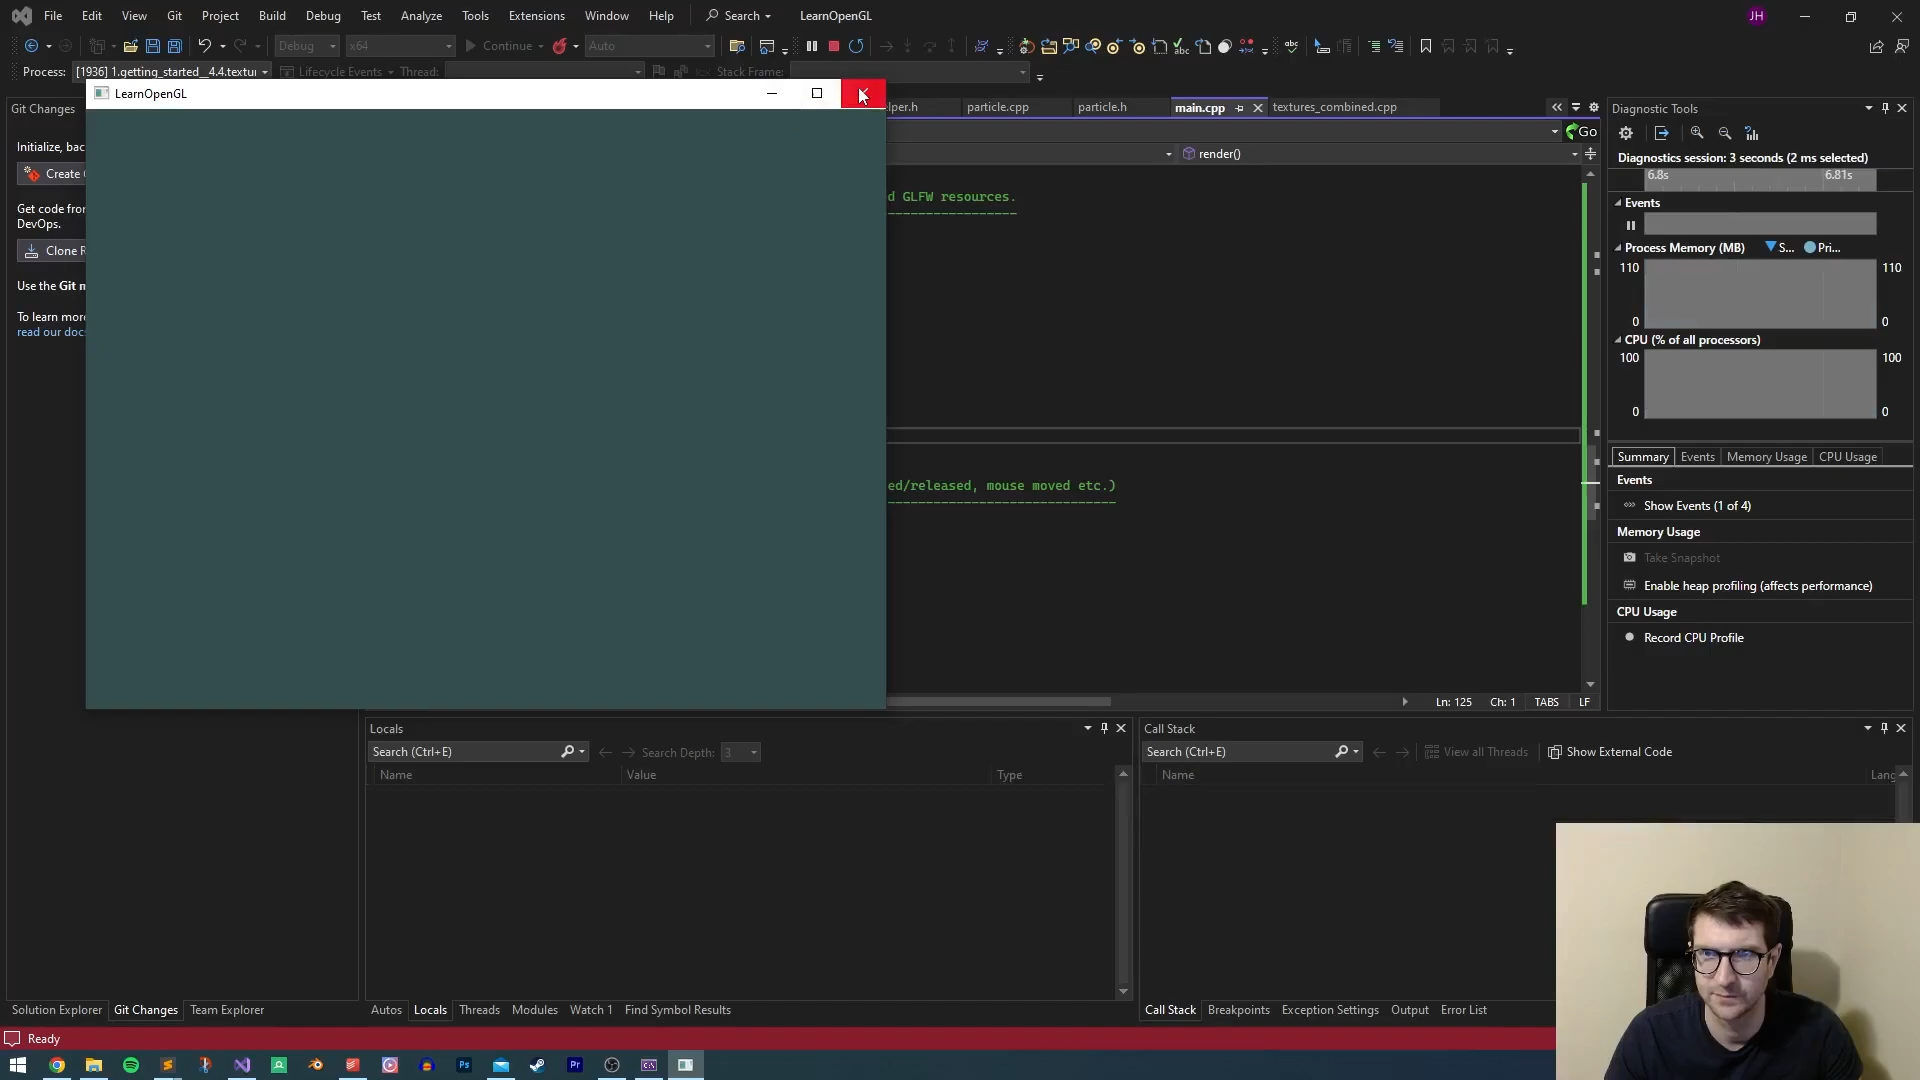 File Edit View Git Project Build Debug Test Analyze Tools Extensions Window Help Search LearnOpenGL JH
Debug x64 Continue Auto
Process: [1936] 1.getting_started__4.4.textu Lifecycle Events Thread: Stack Frame:
LearnOpenGL
Git Changes
elper.h particle.cpp particle.h main.cpp textures_combined.cpp
Diagnostic Tools
Go
Initialize, bac
render()
Diagnostics session: 3 seconds (2 ms selected)
Create
6.8s 6.81s
d GLFW resources.
Events
Get code from
DevOps.
Clone R
Process Memory (MB) S... Pri...
110 110
Use the Git
0 0
To learn more
read our docs
CPU (% of all processors)
100 100
0 0
Summary Events Memory Usage CPU Usage
Events
ed/released, mouse moved etc.)
Show Events (1 of 4)
Memory Usage
Take Snapshot
Enable heap profiling (affects performance)
CPU Usage
Record CPU Profile
Ln: 125 Ch: 1 TABS LF
Locals
Search (Ctrl+E) Search Depth: 3
Name Value Type
Call Stack
Search (Ctrl+E) View all Threads Show External Code
Name Lang
Solution Explorer Git Changes Team Explorer
Autos Locals Threads Modules Watch 1 Find Symbol Results
Call Stack Breakpoints Exception Settings Output Error List
Ready